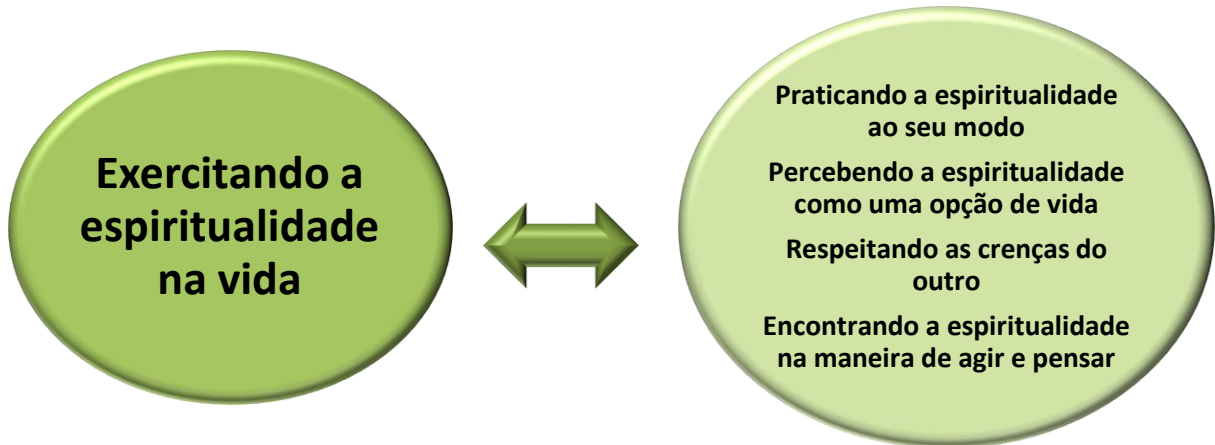 Exercitando a
espiritualidade
na vida
Praticando a espiritualidade
ao seu modo
Percebendo a espiritualidade
como uma opção de vida
Respeitando as crenças do
outro
Encontrando a espiritualidade
na maneira de agir e pensar